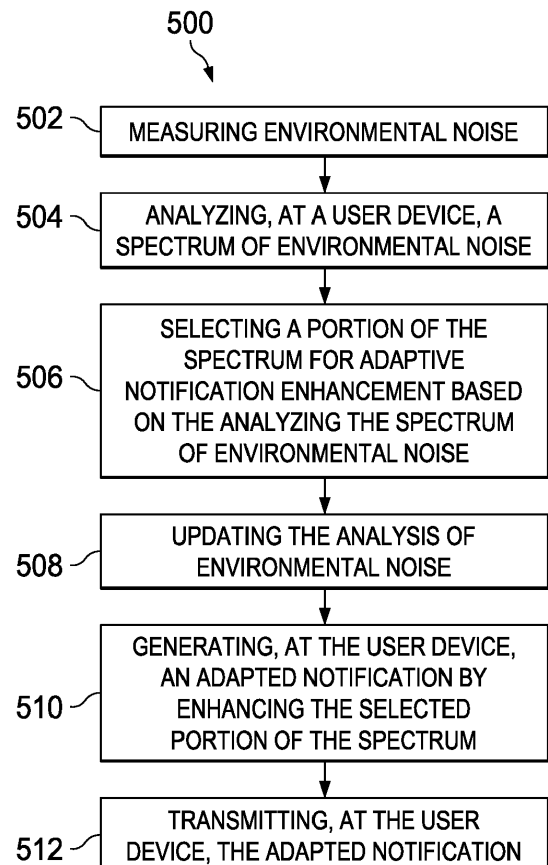 500
502
MEASURING ENVIRONMENTAL NOISE
504
ANALYZING, AT A USER DEVICE, A
SPECTRUM OF ENVIRONMENTAL NOISE
506
SELECTING A PORTION OF THE
SPECTRUM FOR ADAPTIVE
NOTIFICATION ENHANCEMENT BASED
ON THE ANALYZING THE SPECTRUM
OF ENVIRONMENTAL NOISE
508
UPDATING THE ANALYSIS OF
ENVIRONMENTAL NOISE
510
GENERATING, AT THE USER DEVICE,
AN ADAPTED NOTIFICATION BY
ENHANCING THE SELECTED
PORTION OF THE SPECTRUM
512
TRANSMITTING, AT THE USER
DEVICE, THE ADAPTED NOTIFICATION